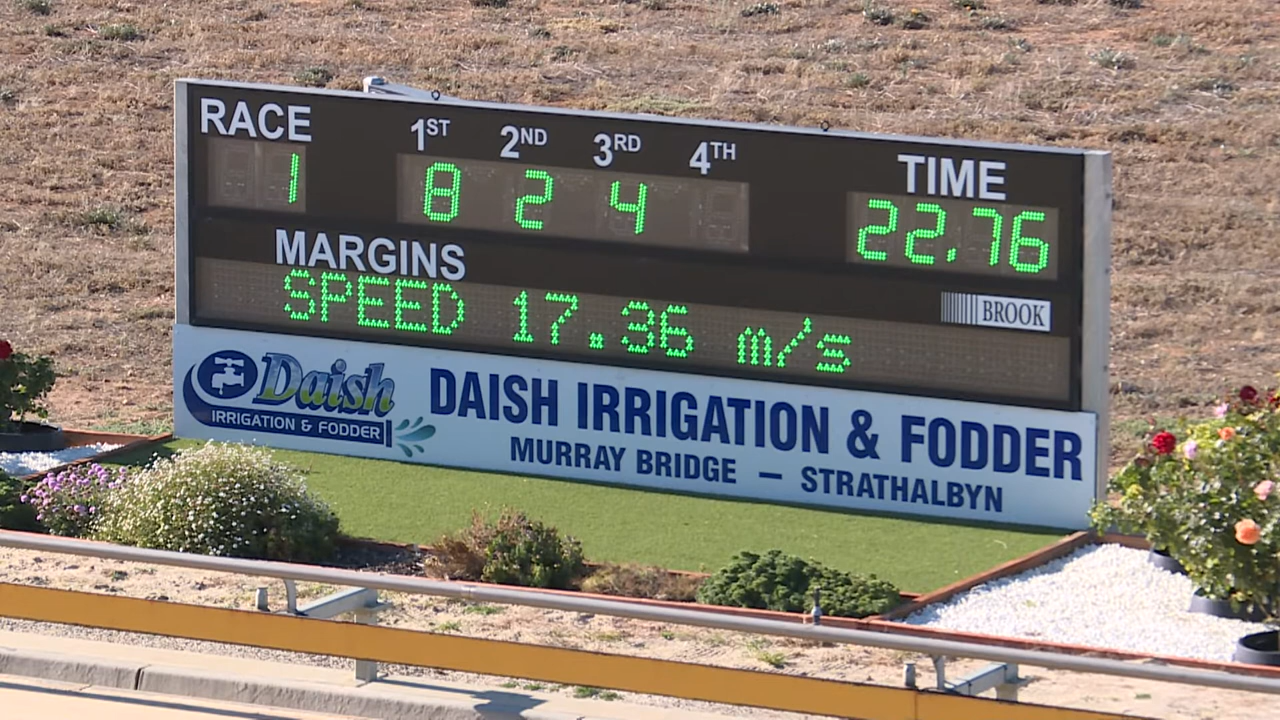 RACE 1ST 2ND 3RD 4TH TIME
1 8 2 4 22.76
MARGINS
SPEED 17.36 m/s
BROOK
Daish
IRRIGATION & FODDER
DAISH IRRIGATION & FODDER
MURRAY BRIDGE – STRATHALBYN